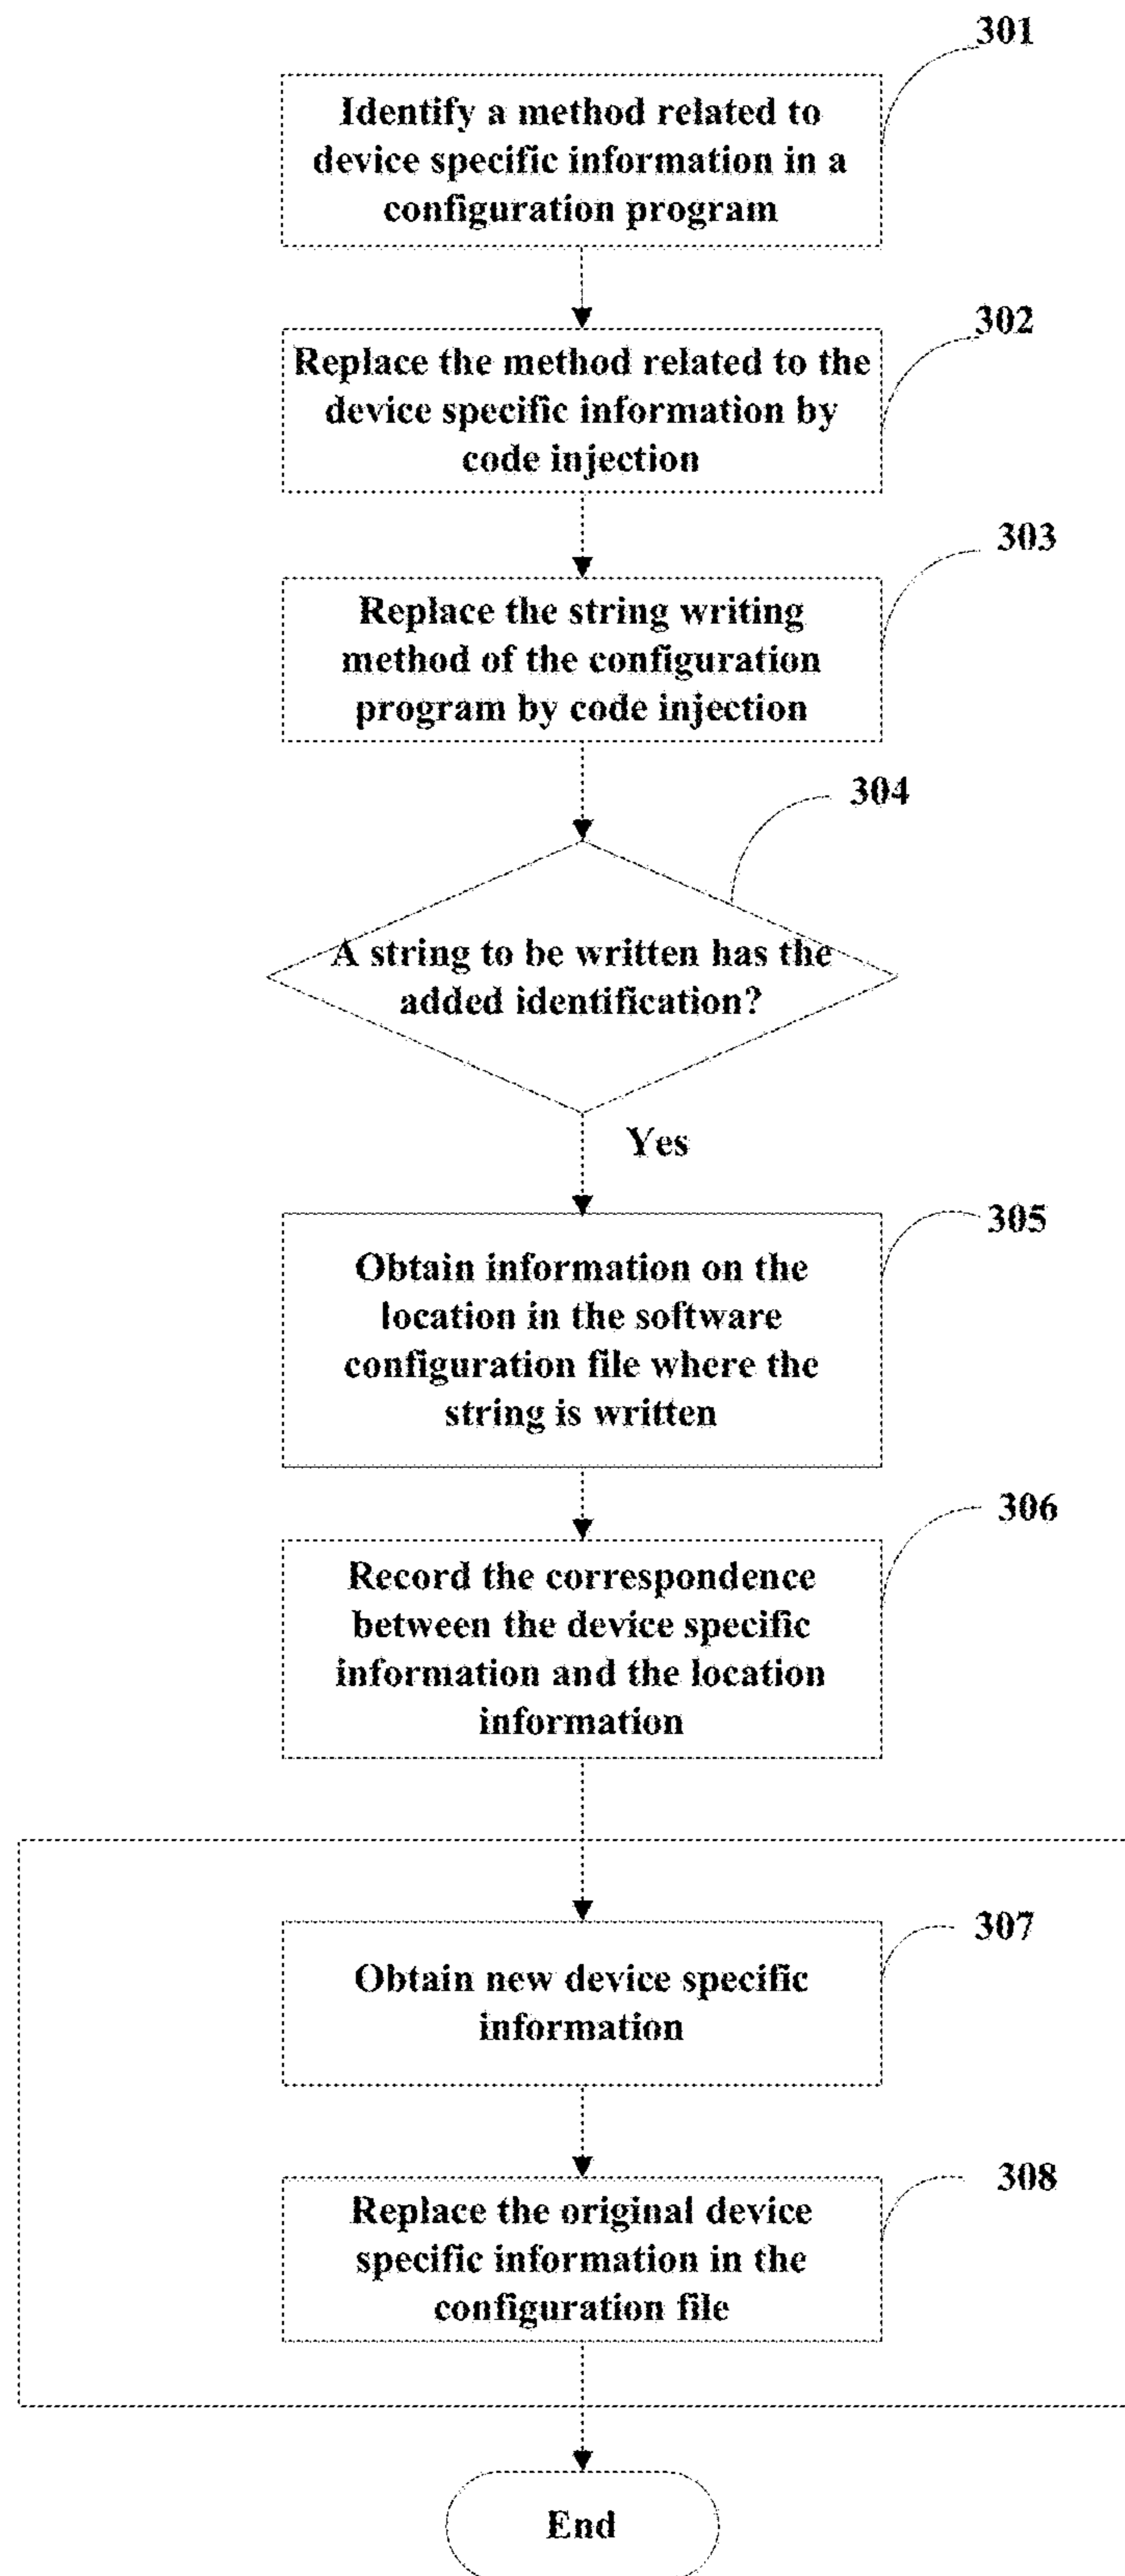 301
Identify a method related to
device specific information in a
configuration program
302
Replace the method related to the
device specific information by
code injection
303
Replace the string writing
method of the configuration
program by code injection
304
A string to be written has the
added identification?
Yes
305
Obtain information on the
location in the software
configuration file where the
string is written
306
Record the correspondence
between the device specific
information and the location
information
307
Obtain new device specific
information
308
Replace the original device
specific information in the
configuration file
End